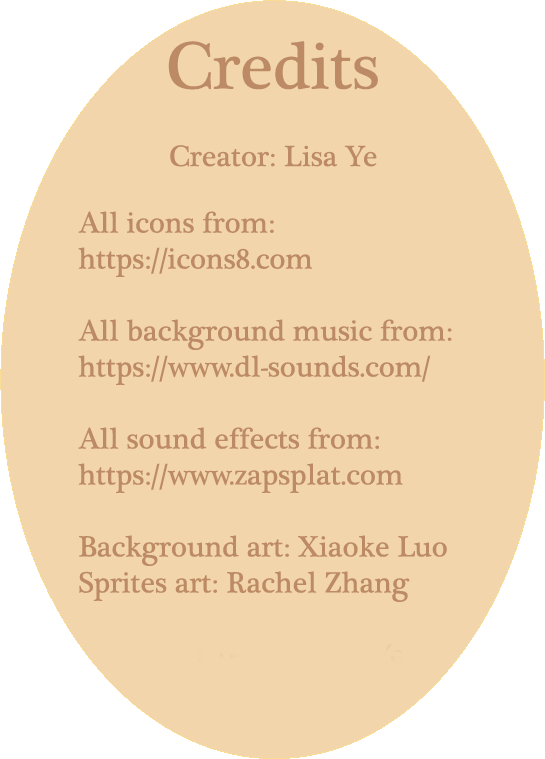 Credits
Creator: Lisa Ye
All icons from:
https://icons8.com
All background music from:
https://www.dl-sounds.com/
All sound effects from:
https://www.zapsplat.com
Background art: Xiaoke Luo
Sprites art: Rachel Zhang